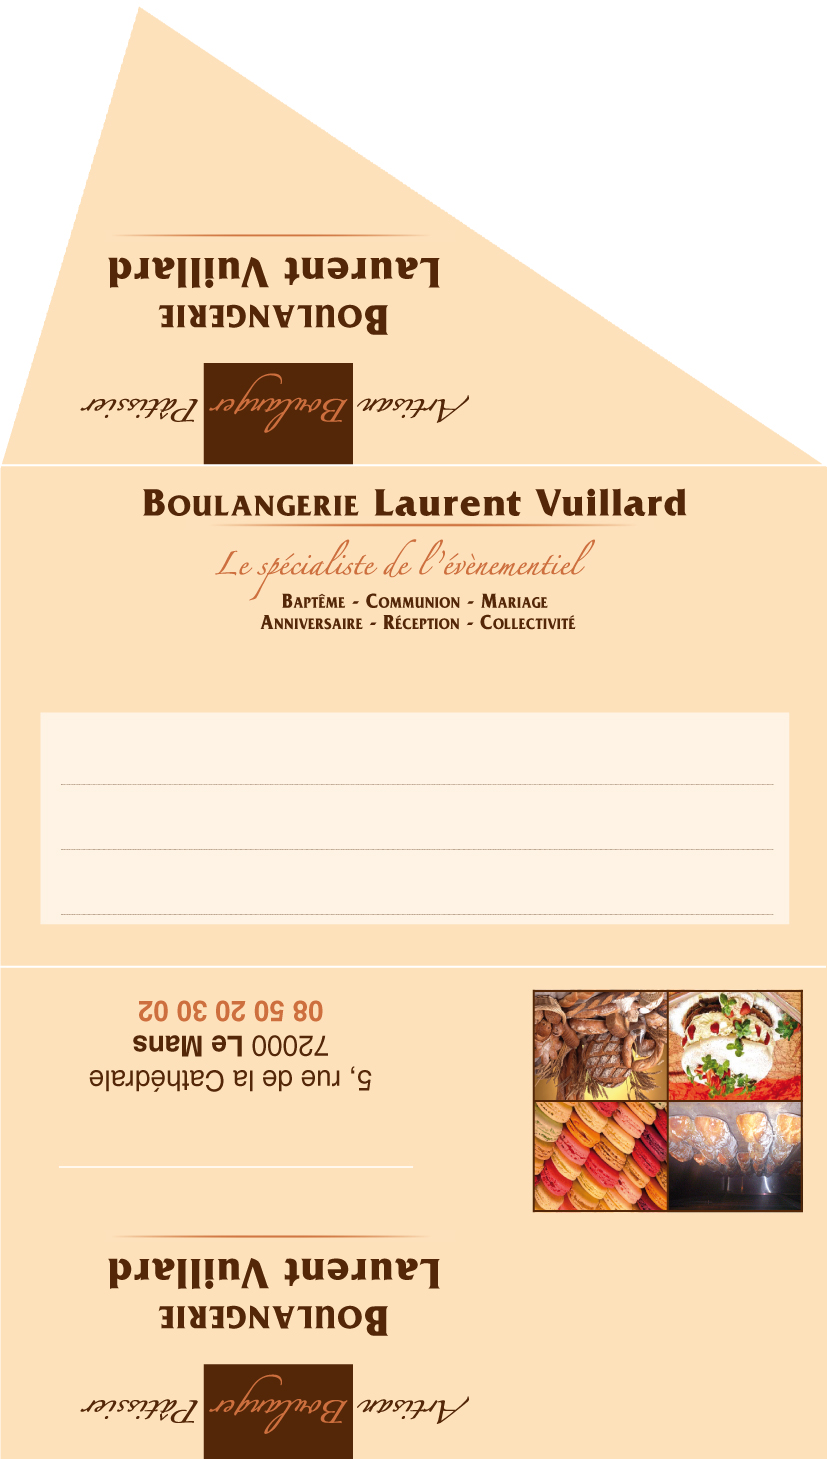 Artisan Boulanger Pâtissier
BOULANGERIE
Laurent Vuillard
BOULANGERIE Laurent Vuillard
Le spécialiste de l'évènementiel
BAPTÊME - COMMUNION - MARIAGE
ANNIVERSAIRE - RÉCEPTION - COLLECTIVITÉ
Artisan Boulanger Pâtissier
BOULANGERIE
Laurent Vuillard
5, rue de la Cathédrale
72000 Le Mans
08 50 20 30 02